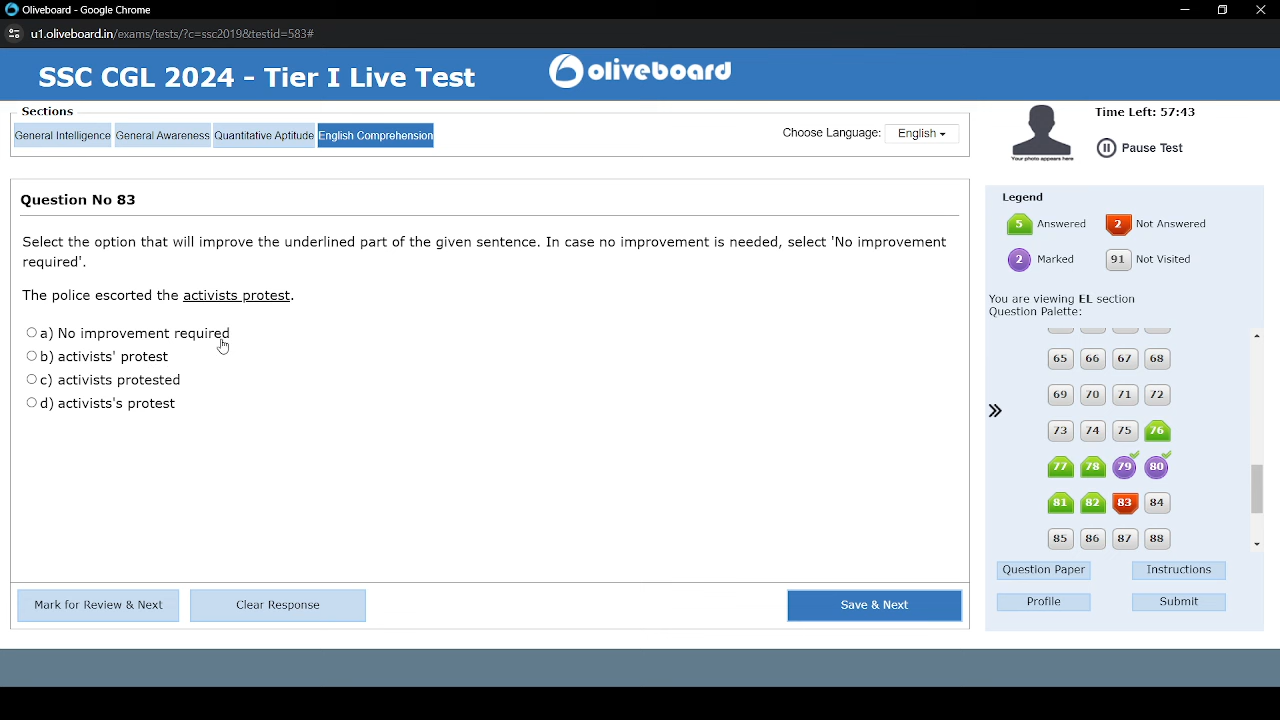 Oliveboard - Google Chrome
u1.oliveboard.in/exams/tests/?c=ssc2019&testid=583#
SSC CGL 2024 - Tier I Live Test
oliveboard
Sections
General Intelligence General Awareness Quantitative Aptitude English Comprehension
Choose Language: English
Your photo appears here
Time Left: 57:43
Pause Test
Question No 83
Select the option that will improve the underlined part of the given sentence. In case no improvement is needed, select 'No improvement
required'.
The police escorted the activists protest.
a) No improvement required
b) activists' protest
c) activists protested
d) activists's protest
Mark for Review & Next
Clear Response
Save & Next
Legend
5 Answered 2 Not Answered
2 Marked 91 Not Visited
You are viewing EL section
Question Palette:
65 66 67 68
69 70 71 72
73 74 75 76
77 78 79 80
81 82 83 84
85 86 87 88
Question Paper Instructions
Profile Submit